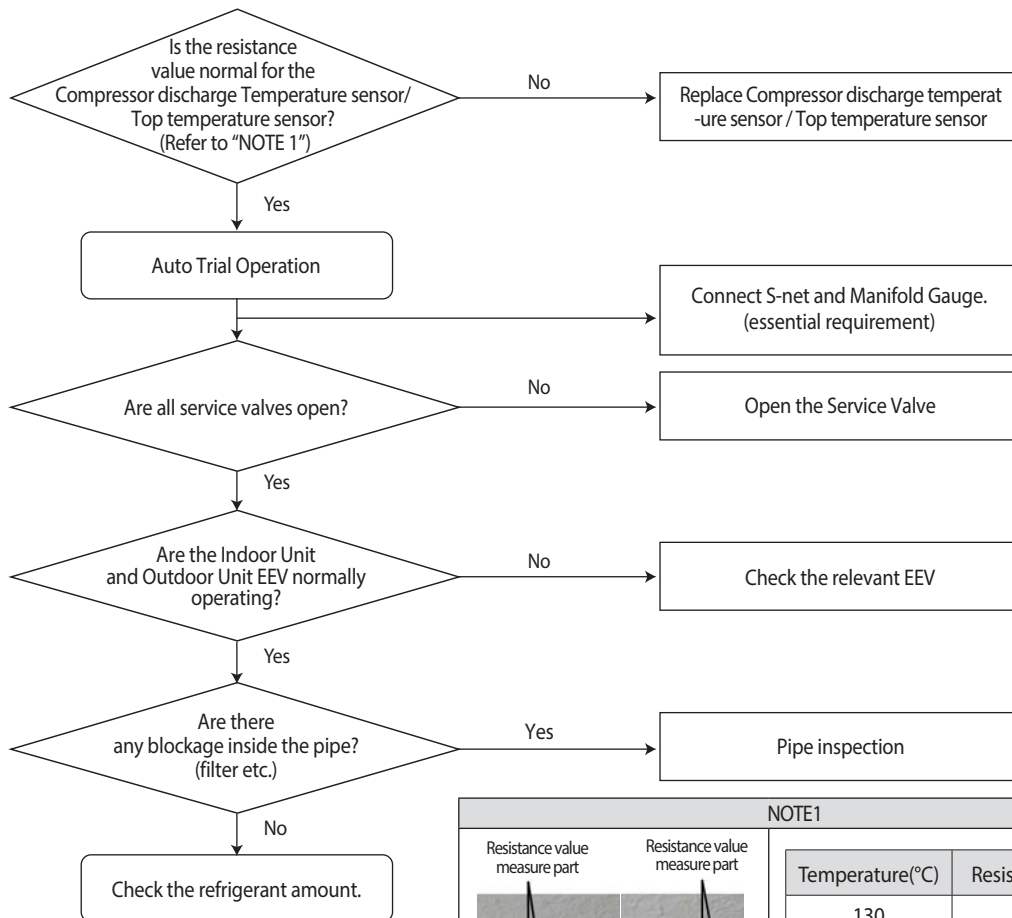 Is the resistance
value normal for the
Compressor discharge Temperature sensor/
Top temperature sensor?
(Refer to “NOTE 1”)
No
Replace Compressor discharge temperat
-ure sensor / Top temperature sensor
Yes
Auto Trial Operation
Connect S-net and Manifold Gauge.
(essential requirement)
Are all service valves open?
No
Open the Service Valve
Yes
Are the Indoor Unit
and Outdoor Unit EEV normally
operating?
No
Check the relevant EEV
Yes
Are there
any blockage inside the pipe?
(filter etc.)
Yes
Pipe inspection
No
Check the refrigerant amount.
NOTE1
Resistance value
measure part
Resistance value
measure part
Temperature(°C)
130